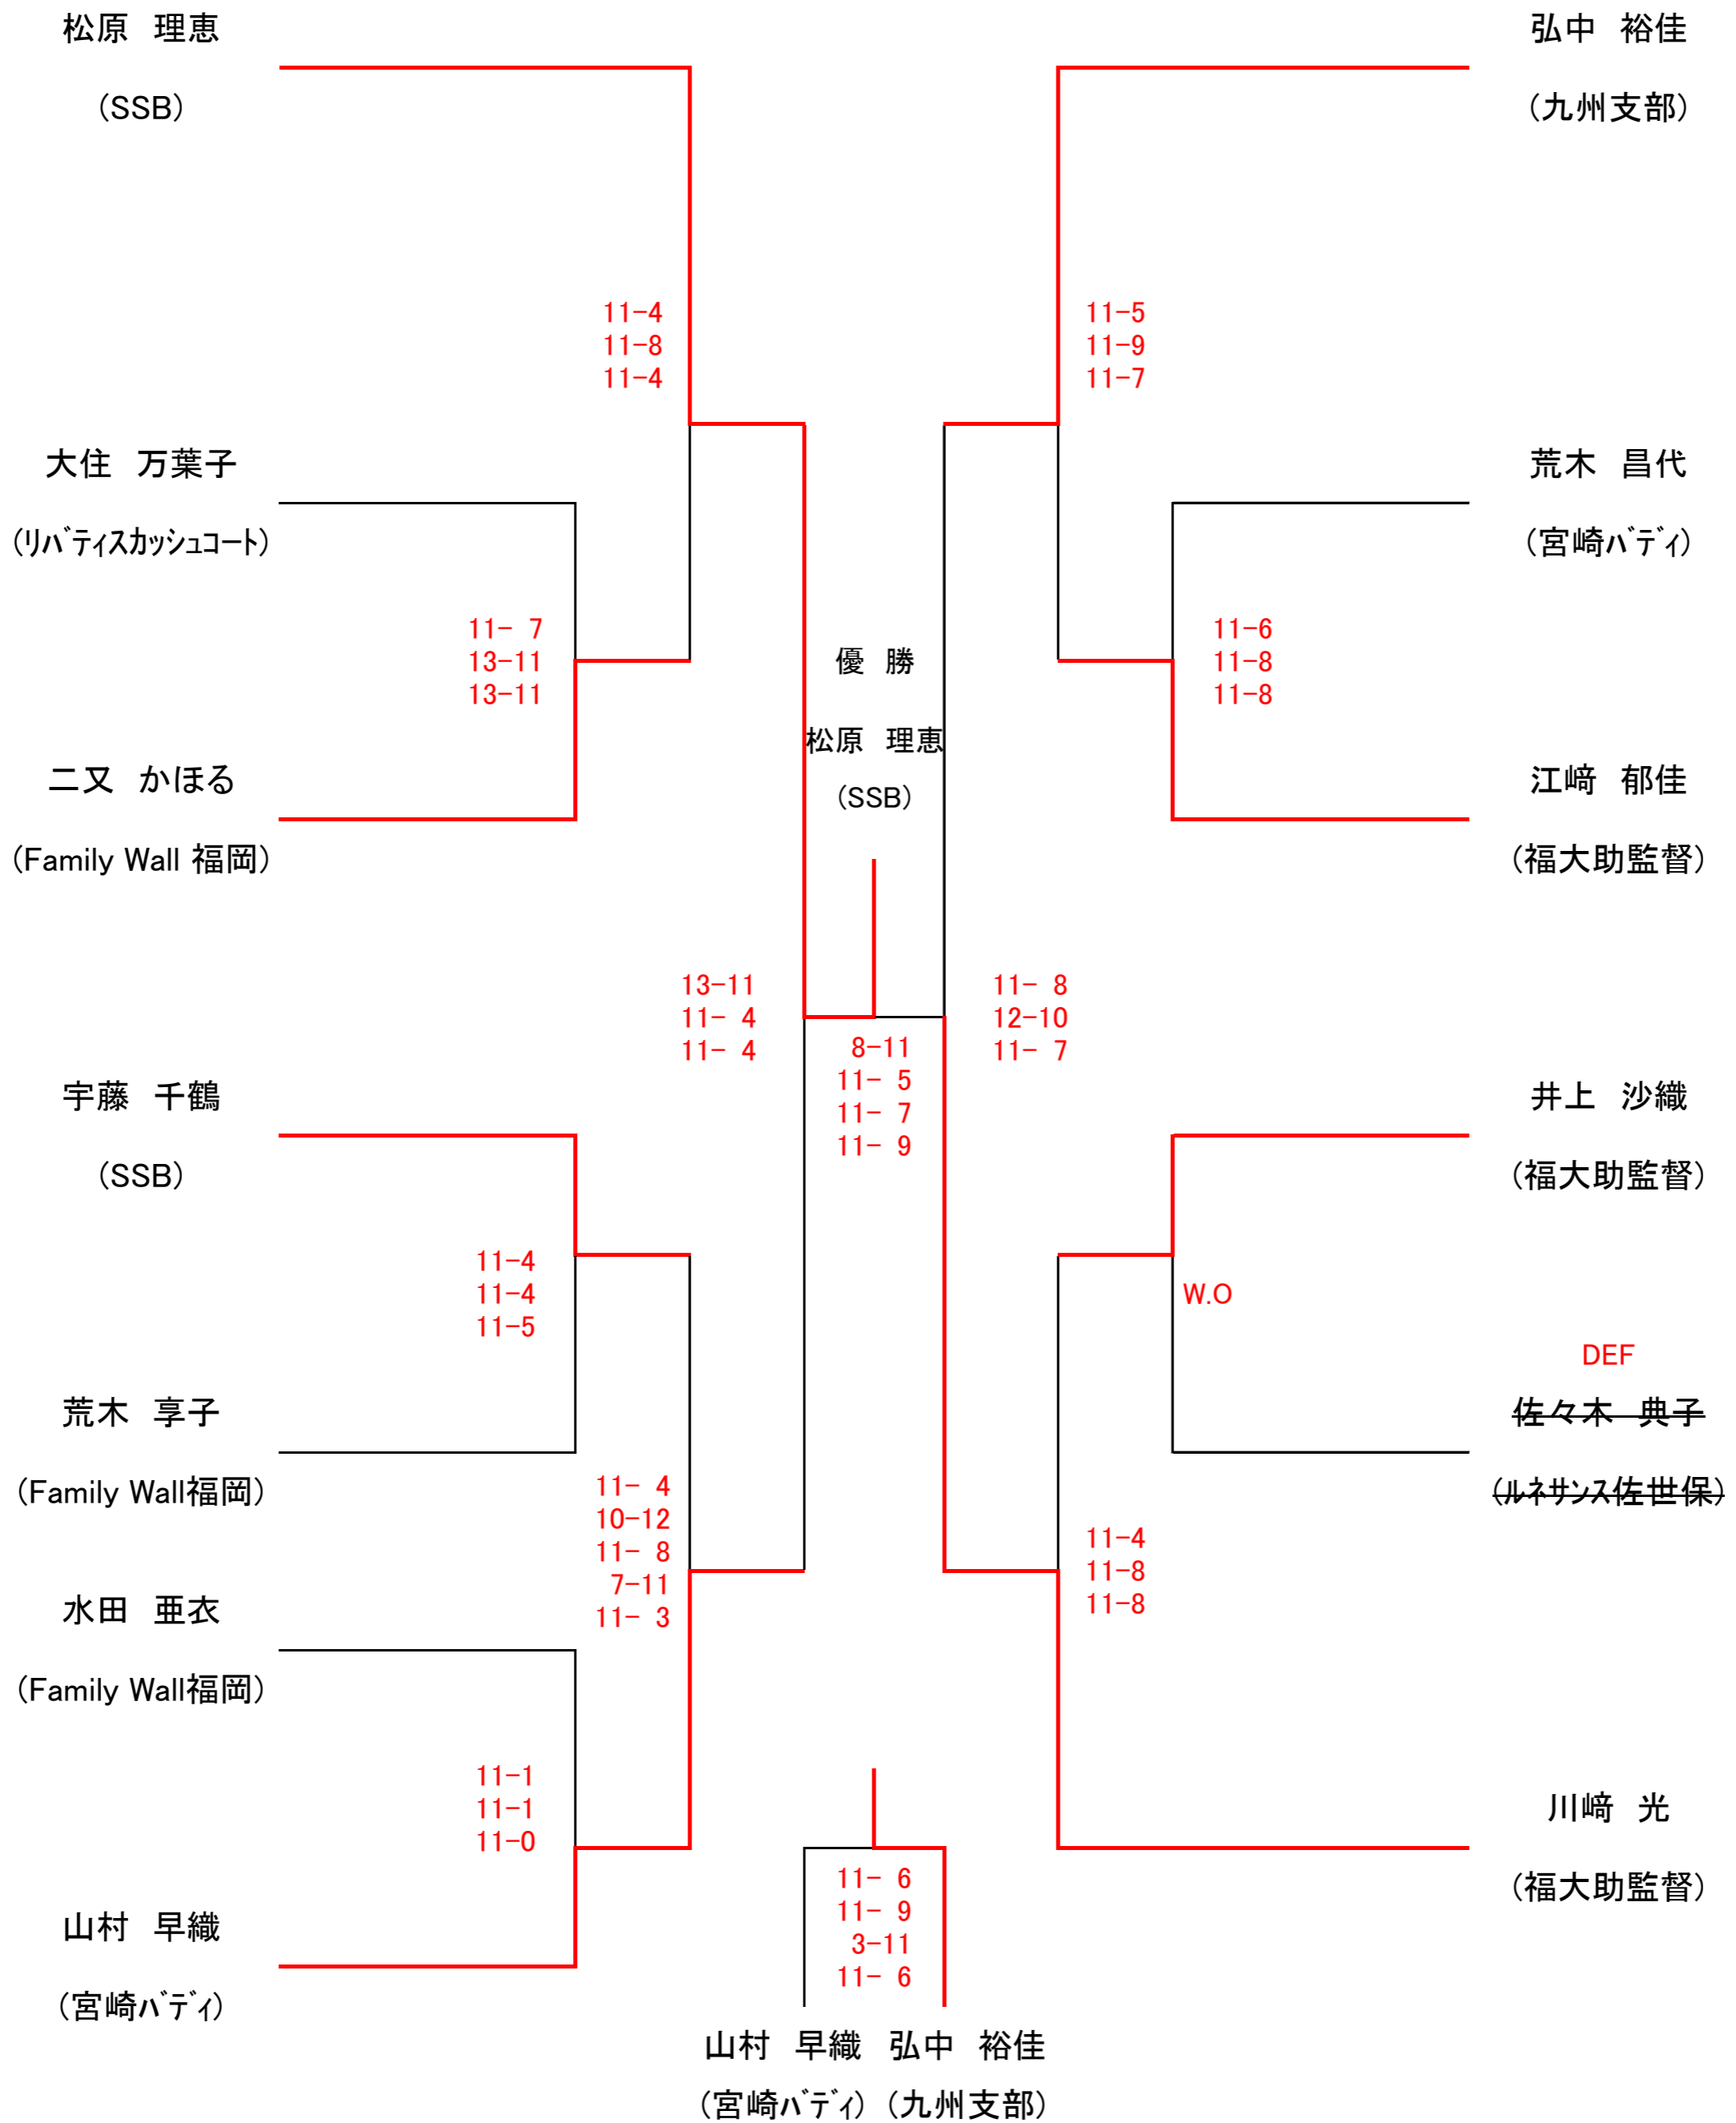 松原　理恵
(SSB)
弘中　裕佳
(九州支部)
11-4
11-8
11-4
11-5
11-9
11-7
大住　万葉子
(ﾘﾊﾞﾃｨｽｶｯｼｭｺｰﾄ)
荒木　昌代
(宮崎ﾊﾞﾃﾞｨ)
11- 7
13-11
13-11
11-6
11-8
11-8
優　勝
松原　理恵
(SSB)
二又　かほる
(Family Wall 福岡)
江﨑　郁佳
(福大助監督)
13-11
11- 4
11- 4
11- 8
12-10
11- 7
8-11
11- 5
11- 7
11- 9
宇藤　千鶴
(SSB)
井上　沙織
(福大助監督)
11-4
11-4
11-5
W.O
DEF
荒木　享子
(Family Wall福岡)
佐々木　典子
(ﾙﾈｻﾝｽ佐世保)
11- 4
10-12
11- 8
7-11
11- 3
11-4
11-8
11-8
水田　亜衣
(Family Wall福岡)
11-1
11-1
11-0
川﨑　光
(福大助監督)
山村　早織
(宮崎ﾊﾞﾃﾞｨ)
11- 6
11- 9
3-11
11- 6
山村　早織　弘中　裕佳
(宮崎ﾊﾞﾃﾞｨ) (九州支部)